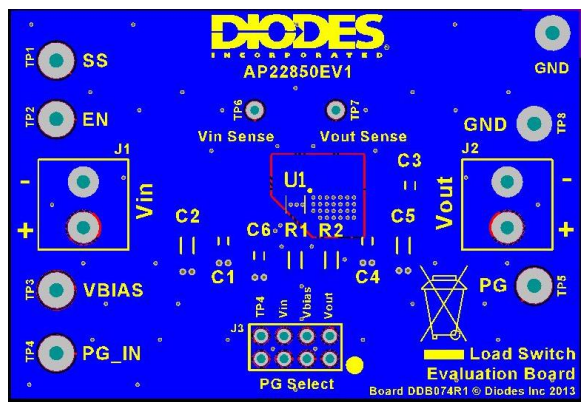 DIODES
INCORPORATED
AP22850EV1
TP1
SS
GND
TP2
EN
TP6
TP7
Vin Sense
Vout Sense
GND
TP8
J1
J2
-
+
Vin
U1
C3
-
+
Vout
C2
C6
R1
R2
C5
C1
C4
TP3
VBIAS
PG
TP5
TP4
Vin
Vbias
Vout
J3
TP4
PG_IN
PG Select
Load Switch
Evaluation Board
Board DDB074R1 © Diodes Inc 2013